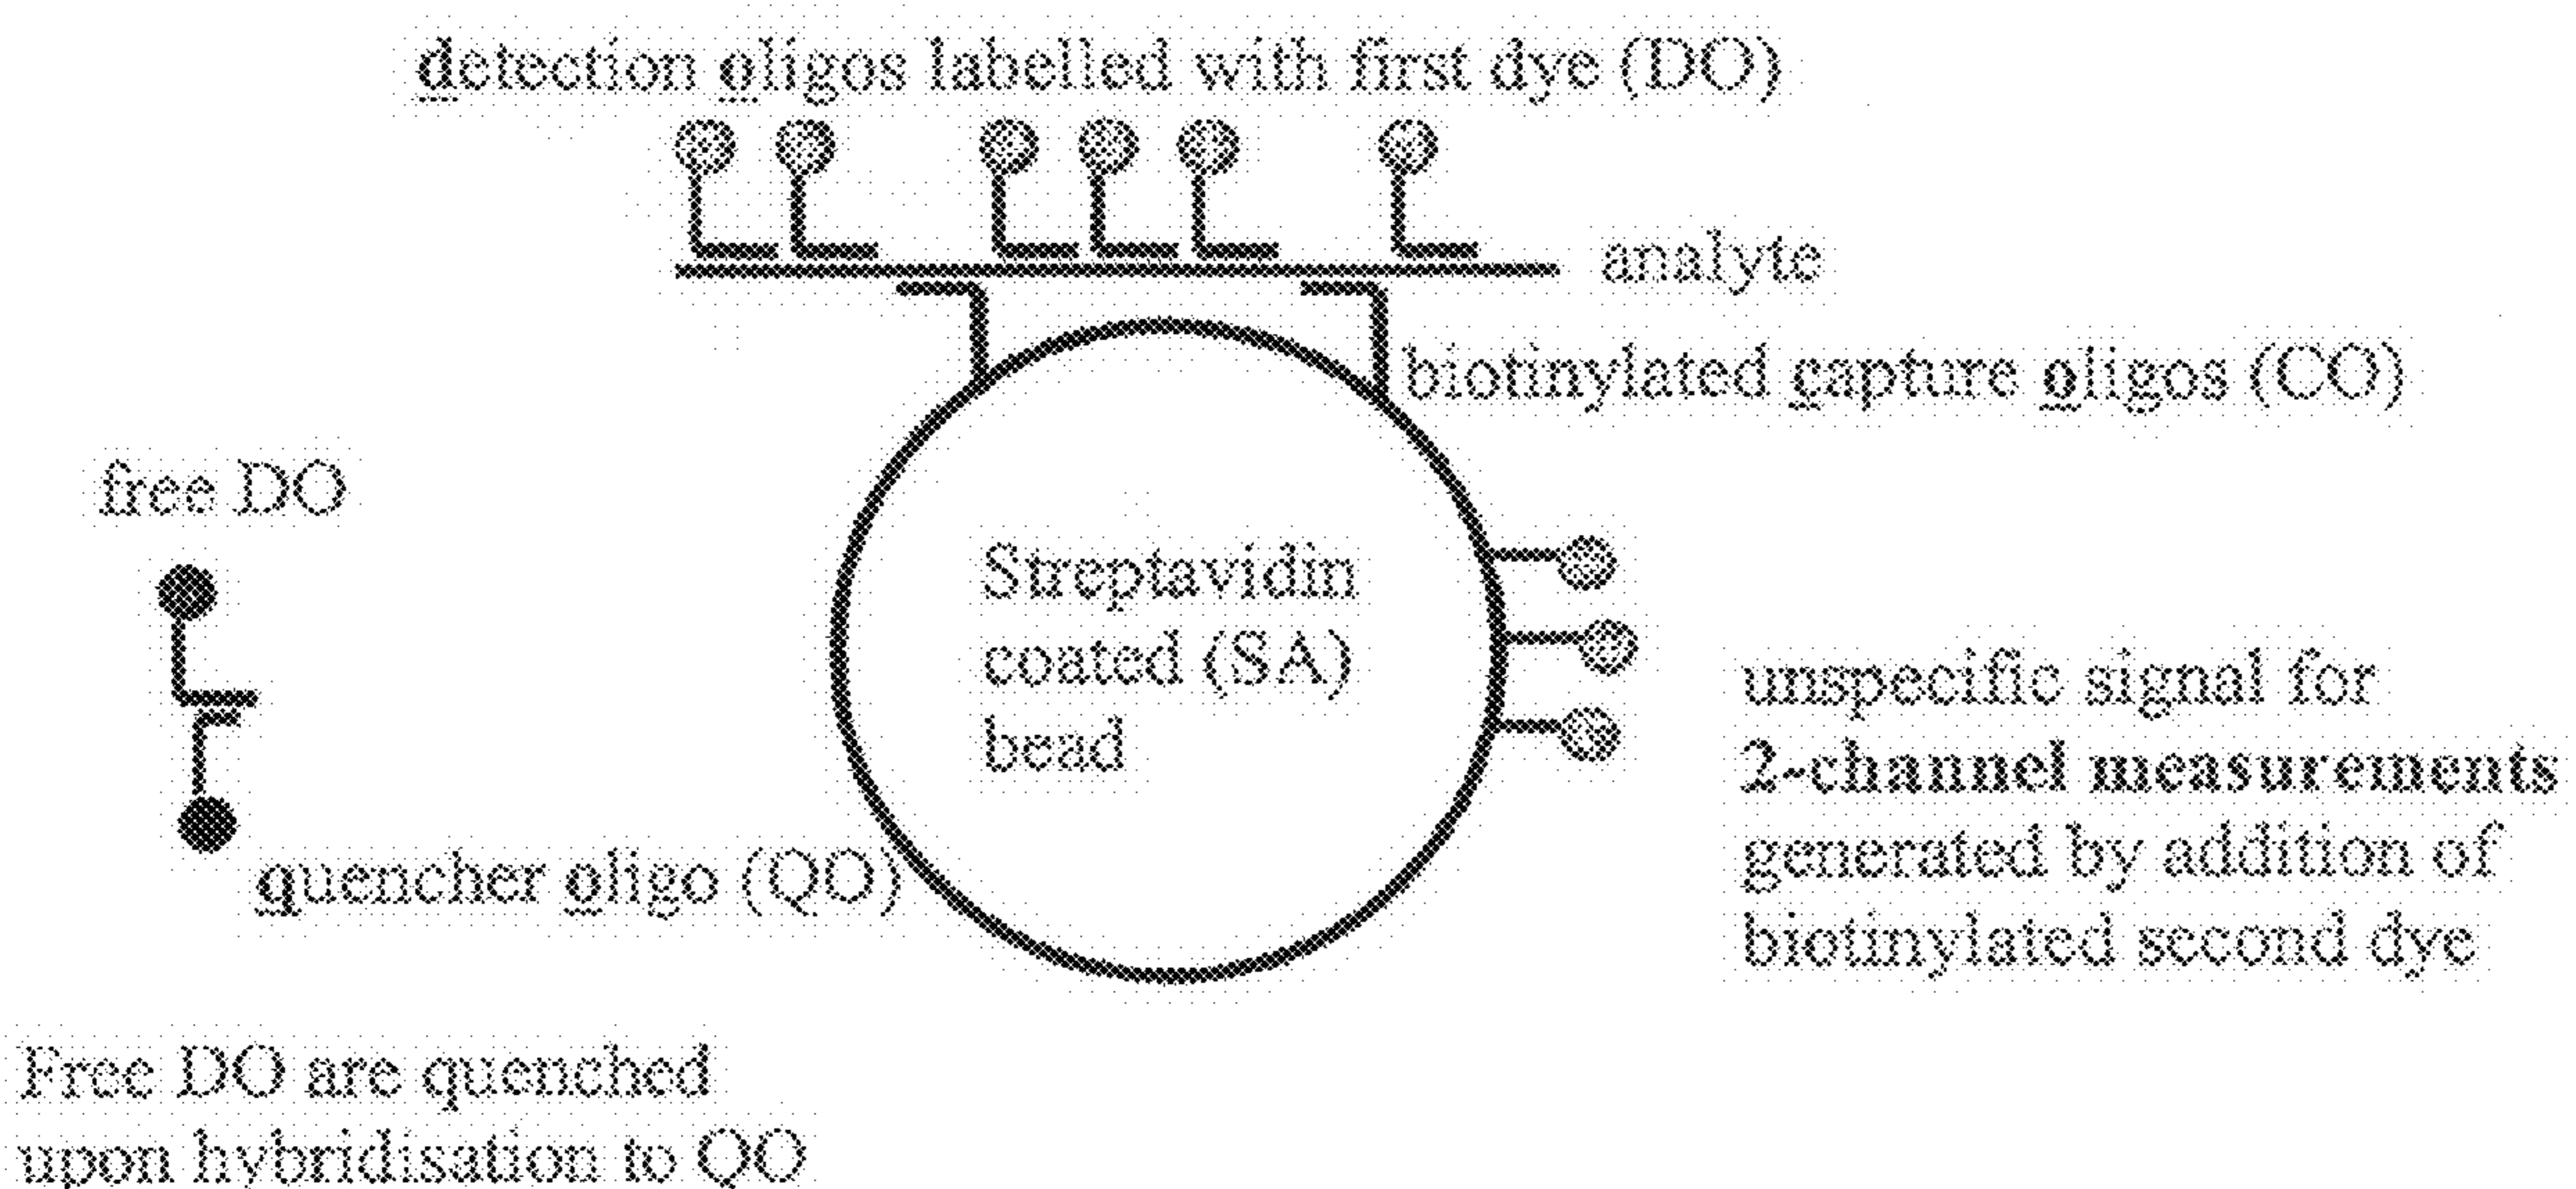 detection oligos labelled with first dye (DO)
analyte
biotinylated capture oligos (CO)
free DO
Streptavidin
coated (SA)
bead
quencher oligo (QO)
unspecific signal for
2-channel measurements
generated by addition of
biotinylated second dye
Free DO are quenched
upon hybridisation to QO